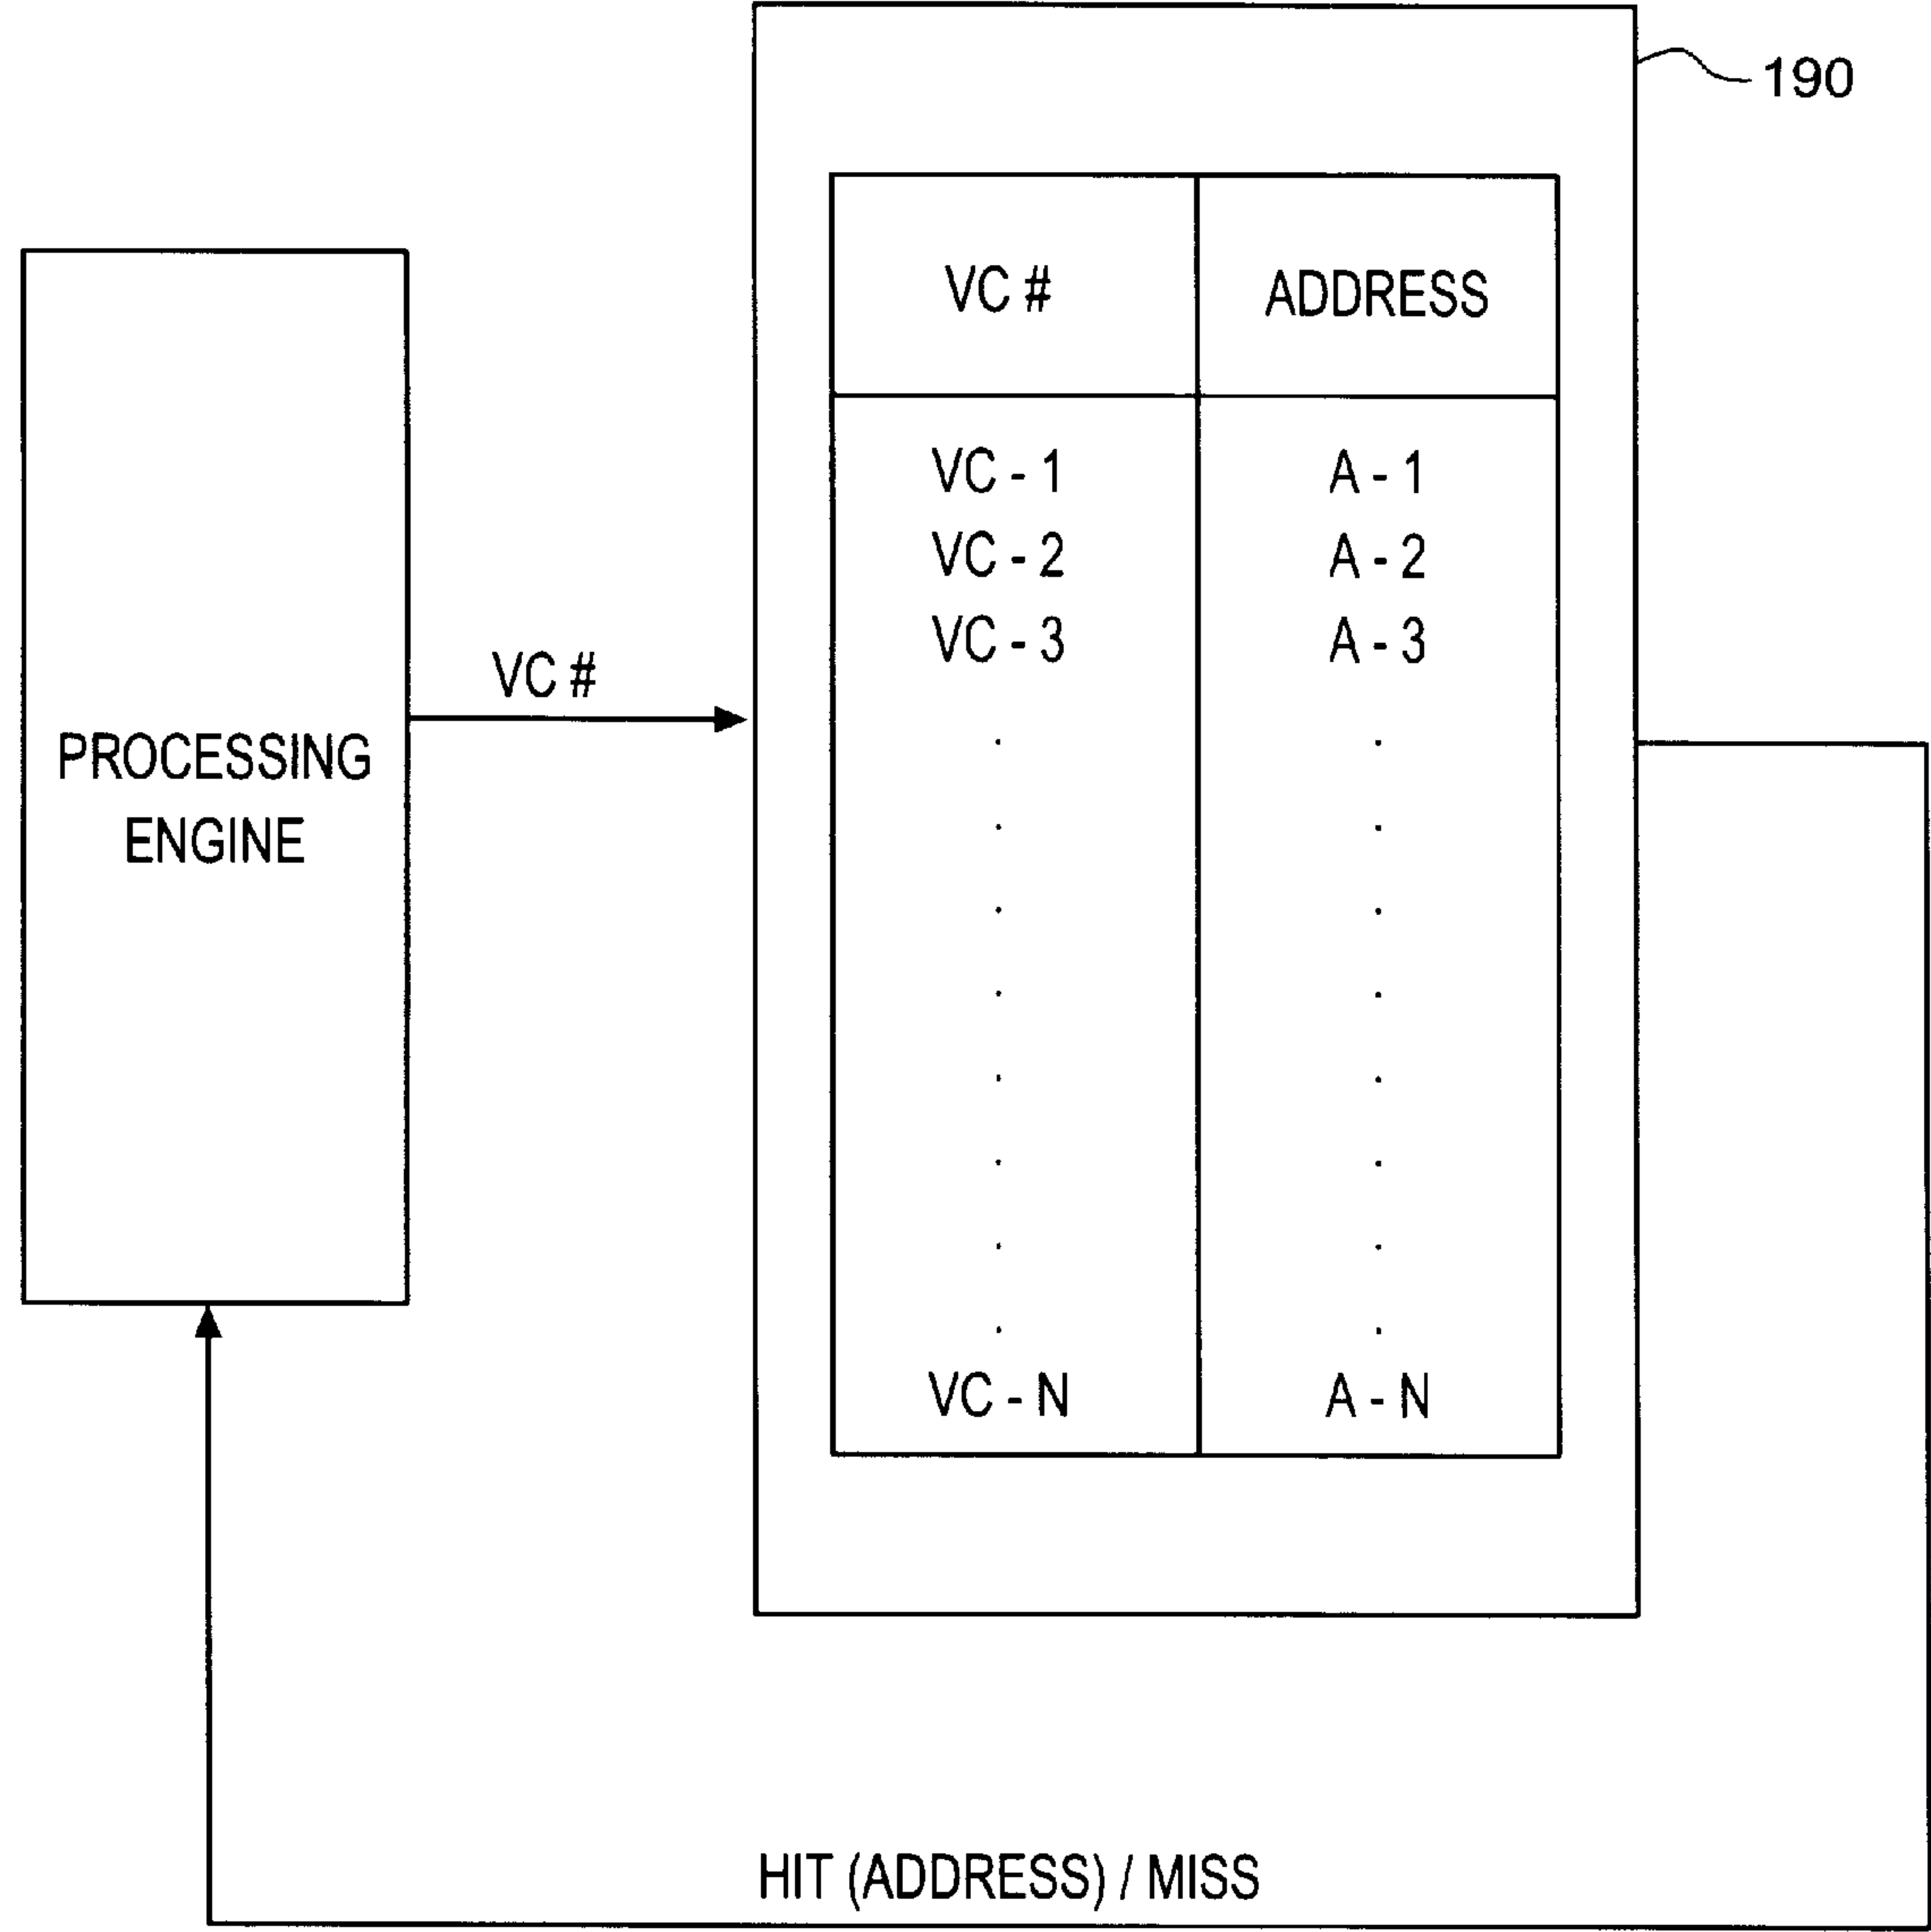 190
VC # ADDRESS
VC - 1 A - 1
VC - 2 A - 2
VC - 3 A - 3
VC #
PROCESSING
ENGINE
VC - N A - N
HIT (ADDRESS) / MISS